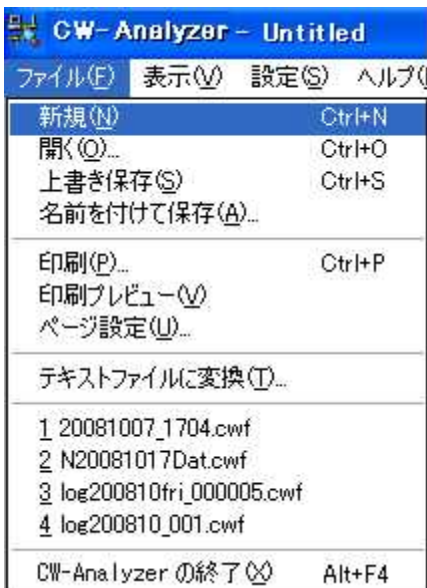 CW-Analyzer - Untitled
ファイル(F) 表示(V) 設定(S) ヘルプ(
新規(N) Ctrl+N
開く(O)... Ctrl+O
上書き保存(S) Ctrl+S
名前を付けて保存(A)...
印刷(P)... Ctrl+P
印刷プレビュー(V)
ページ設定(U)...
テキストファイルに変換(T)...
1 20081007_1704.cwf
2 N20081017Dat.cwf
3 log200810fri_000005.cwf
4 log200810_001.cwf
CW-Analyzer の終了(X) Alt+F4